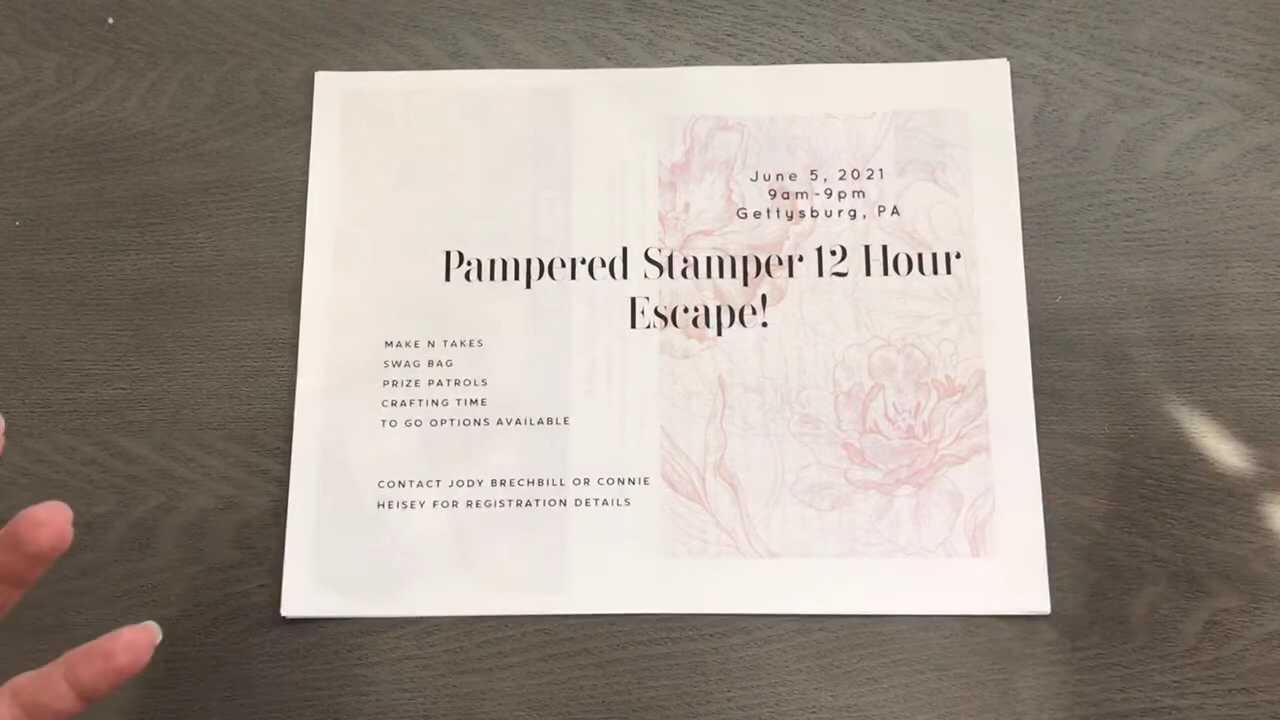 June 5, 2021
9am-9pm
Gettysburg, PA
Pampered Stamper 12 Hour
Escape!
MAKE N TAKES
SWAG BAG
PRIZE PATROLS
CRAFTING TIME
TO GO OPTIONS AVAILABLE
CONTACT JODY BRECHBILL OR CONNIE
HEISEY FOR REGISTRATION DETAILS